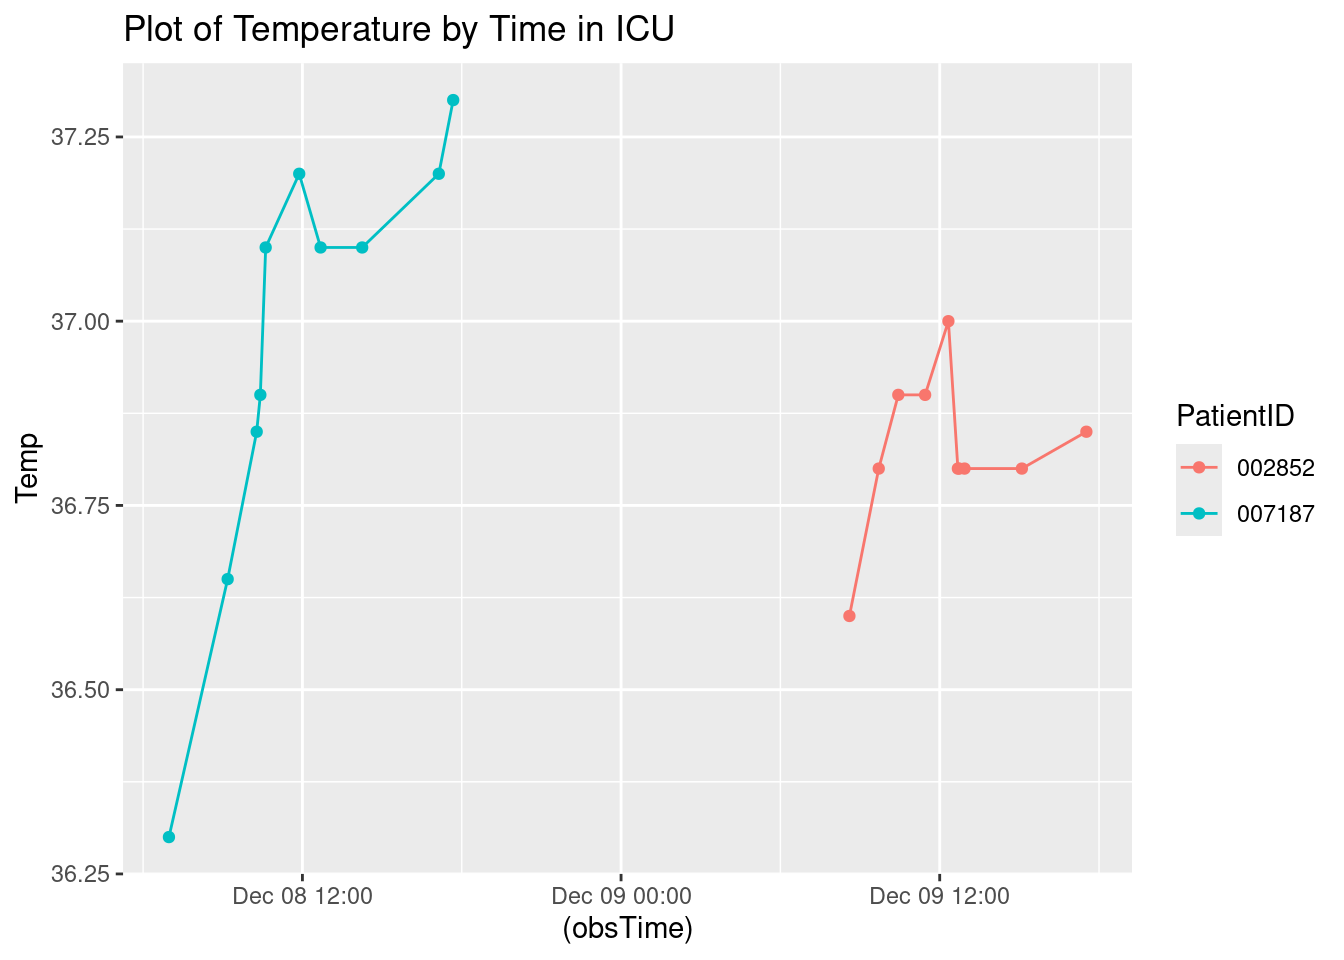 Plot of Temperature by Time in ICU
37.25
37.00
36.75
36.50
36.25
Temp
Dec 08 12:00
Dec 09 00:00
Dec 09 12:00
(obsTime)
PatientID
002852
007187